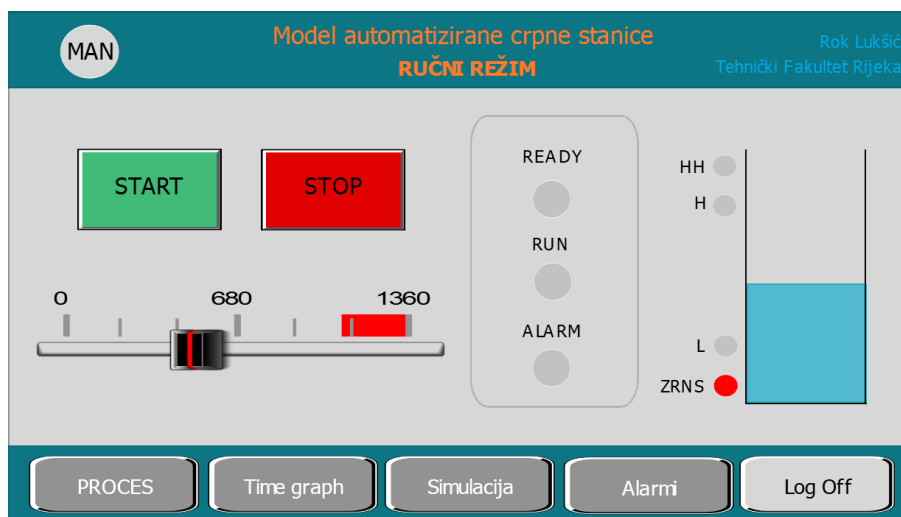 MAN
Model automatizirane crpne stanice
RUČNI REŽIM
Rok Lukšić
Tehnički Fakultet Rijeka
START
STOP
READY
RUN
ALARM
HH
H
L
ZRNS
0 680 1360
PROCES
Time graph
Simulacija
Alarmi
Log Off